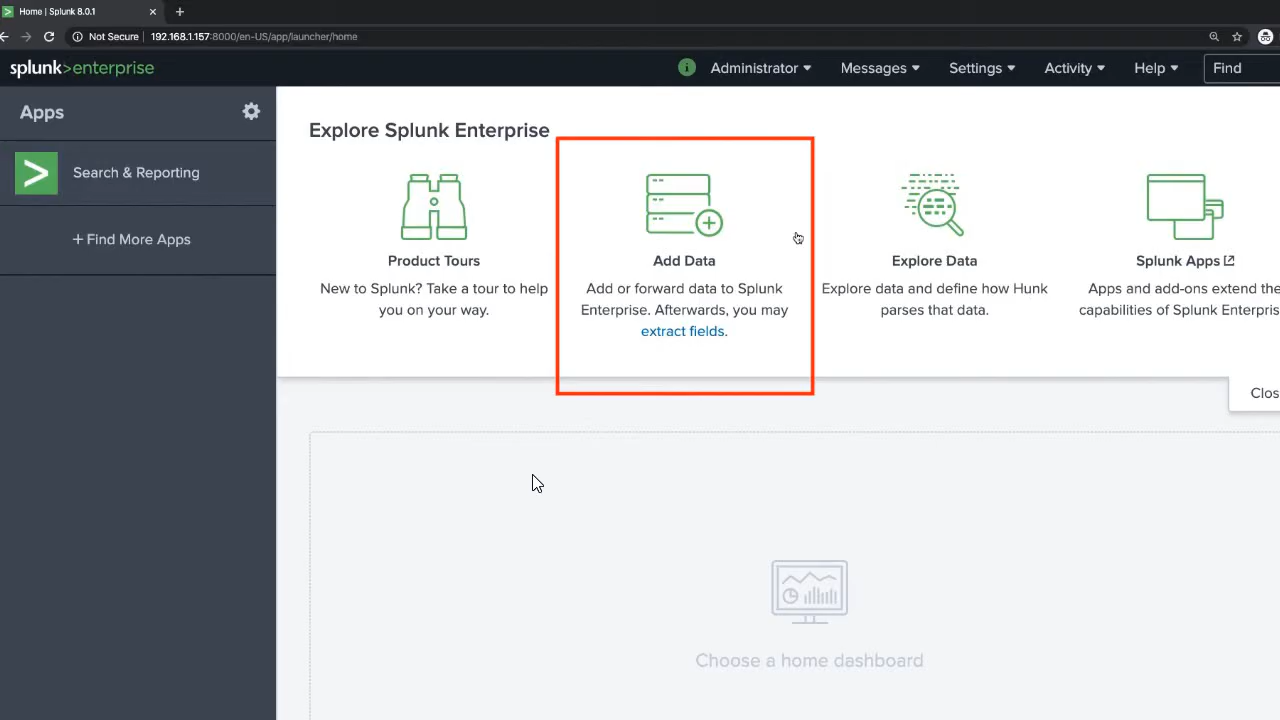 Home | Splunk 8.0.1
Not Secure | 192.168.1.157:8000/en-US/app/launcher/home
splunk>enterprise
Administrator
Messages
Settings
Activity
Help
Find
Apps
Search & Reporting
+ Find More Apps
Explore Splunk Enterprise
Product Tours
New to Splunk? Take a tour to help
you on your way.
Add Data
Add or forward data to Splunk
Enterprise. Afterwards, you may
extract fields.
Explore Data
Explore data and define how Hunk
parses that data.
Splunk Apps
Apps and add-ons extend the
capabilities of Splunk Enterpris
Clos
Choose a home dashboard